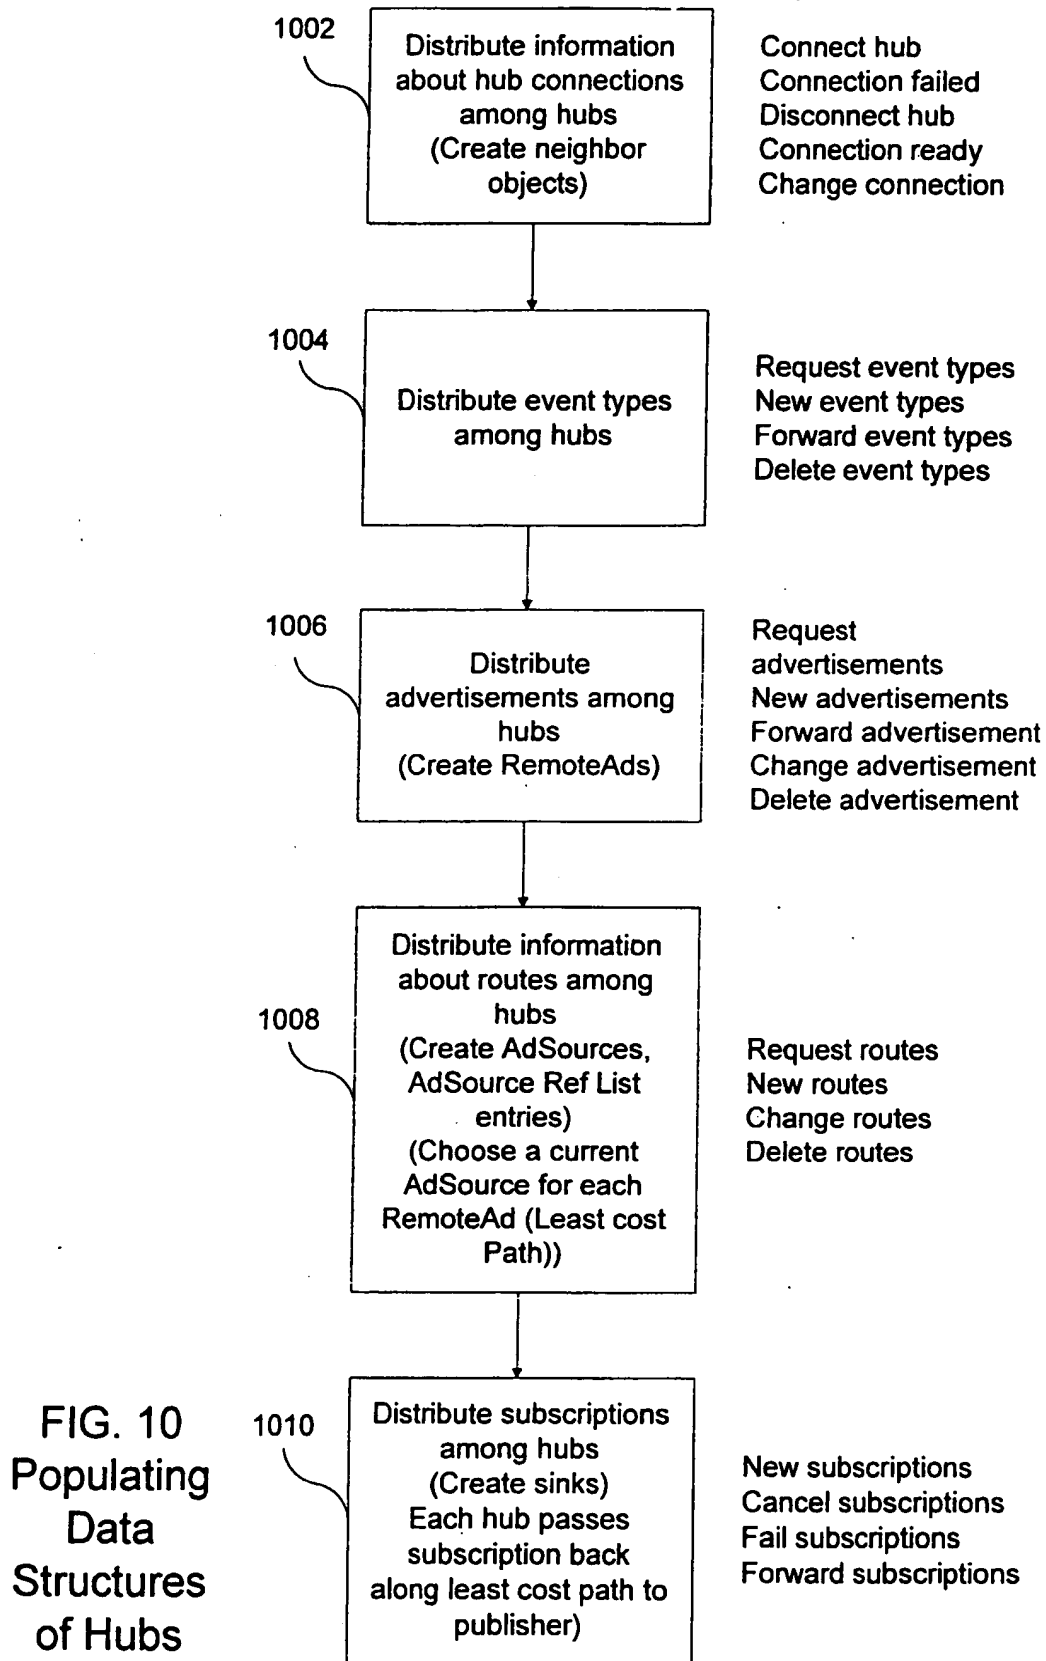 1002
Distribute information
about hub connections
among hubs
(Create neighbor
objects)
Connect hub
Connection failed
Disconnect hub
Connection ready
Change connection
1004
Distribute event types
among hubs
Request event types
New event types
Forward event types
Delete event types
1006
Distribute
advertisements among
hubs
(Create RemoteAds)
Request
advertisements
New advertisements
Forward advertisement
Change advertisement
Delete advertisement
1008
Distribute information
about routes among
hubs
(Create AdSources,
AdSource Ref List
entries)
(Choose a current
AdSource for each
RemoteAd (Least cost
Path))
Request routes
New routes
Change routes
Delete routes
1010
Distribute subscriptions
among hubs
(Create sinks)
Each hub passes
subscription back
along least cost path to
publisher)
New subscriptions
Cancel subscriptions
Fail subscriptions
Forward subscriptions
FIG. 10
Populating
Data
Structures
of Hubs